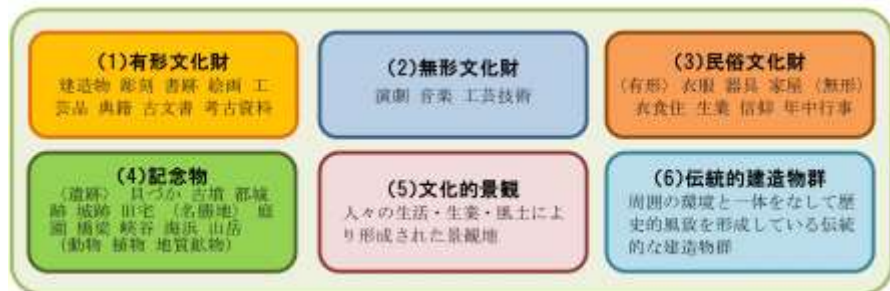 (1)有形文化財
建造物 彫刻 書跡 絵画 工
芸品 典籍 古文書 考古資料
(2)無形文化財
演劇 音楽 工芸技術
(3)民俗文化財
(有形) 衣服 器具 家屋 (無形)
衣食住 生業 信仰 年中行事
(4)記念物
(遺跡) 貝づか 古墳 都城
跡 城跡 旧宅 (名勝地) 庭
園 橋梁 峡谷 海浜 山岳
(動物 植物 地質鉱物)
(5)文化的景観
人々の生活・生業・風土によ
り形成された景観地
(6)伝統的建造物群
周囲の環境と一体をなして歴
史的風致を形成している伝統
的な建造物群